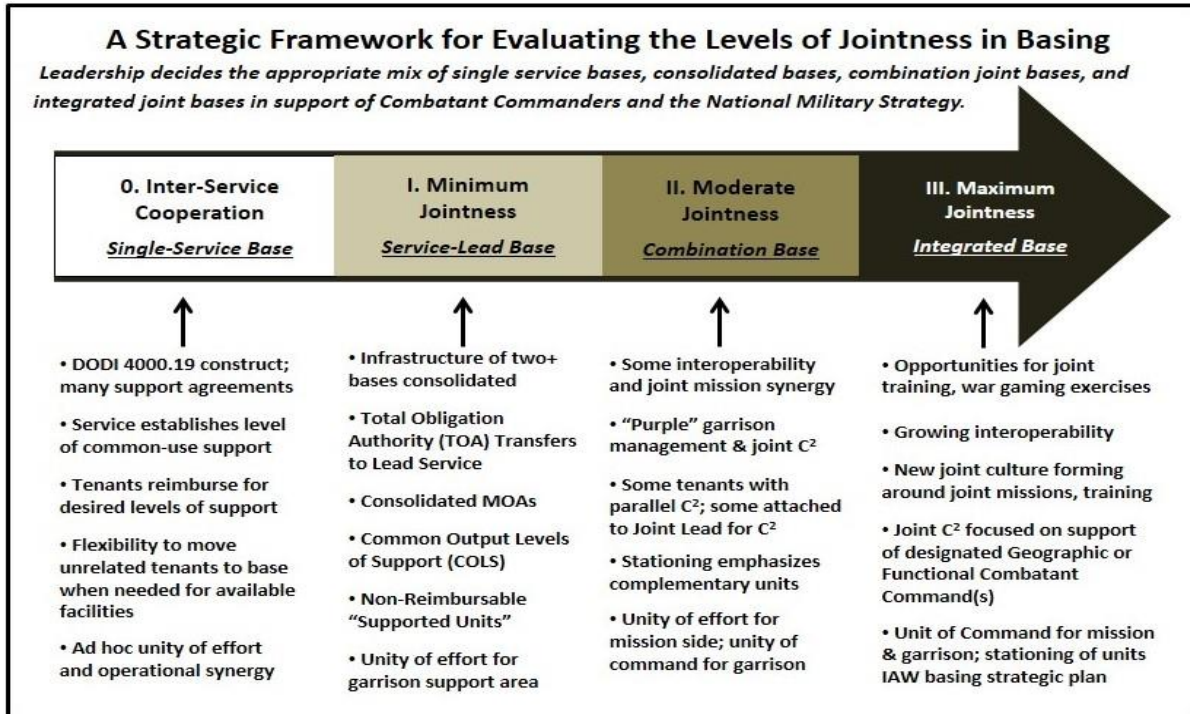 A Strategic Framework for Evaluating the Levels of Jointness in Basing
Leadership decides the appropriate mix of single service bases, consolidated bases, combination joint bases, and
integrated joint bases in support of Combatant Commanders and the National Military Strategy.
0. Inter-Service
Cooperation
Single-Service Base
I. Minimum
Jointness
Service-Lead Base
II. Moderate
Jointness
Combination Base
III. Maximum
Jointness
Integrated Base
• DODI 4000.19 construct;
many support agreements
• Service establishes level
of common-use support
• Tenants reimburse for
desired levels of support
• Flexibility to move
unrelated tenants to base
when needed for available
facilities
• Ad hoc unity of effort
and operational synergy
• Infrastructure of two+
bases consolidated
• Total Obligation
Authority (TOA) Transfers
to Lead Service
• Consolidated MOAs
• Common Output Levels
of Support (COLS)
• Non-Reimbursable
“Supported Units”
• Unity of effort for
garrison support area
• Some interoperability
and joint mission synergy
• “Purple” garrison
management & joint C²
• Some tenants with
parallel C²; some attached
to Joint Lead for C²
• Stationing emphasizes
complementary units
• Unity of effort for
mission side; unity of
command for garrison
• Opportunities for joint
training, war gaming exercises
• Growing interoperability
• New joint culture forming
around joint missions, training
• Joint C² focused on support
of designated Geographic or
Functional Combatant
Command(s)
• Unit of Command for mission
& garrison; stationing of units
IAW basing strategic plan